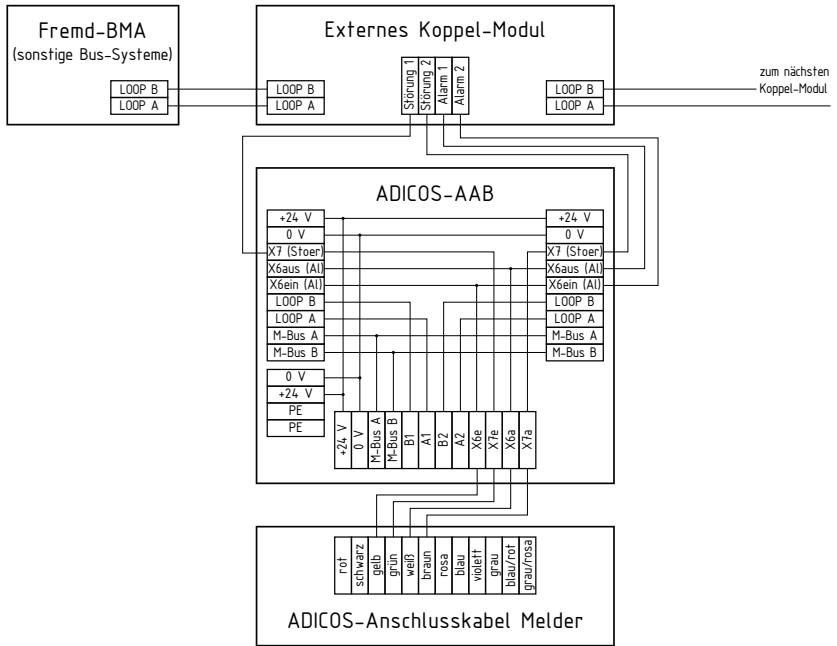 Fremd-BMA
(sonstige Bus-Systeme)
LOOP B
LOOP A
Externes Koppel-Modul
LOOP B
LOOP A
Störung 1
Störung 2
Alarm 1
Alarm 2
LOOP B
LOOP A
zum nächsten
Koppel-Modul
ADICOS-AAB
+24 V
0 V
X7 (Stoer)
X6aus (Al)
X6ein (Al)
LOOP B
LOOP A
M-Bus A
M-Bus B
0 V
+24 V
PE
PE
+24 V
0 V
X7 (Stoer)
X6aus (Al)
X6ein (Al)
LOOP B
LOOP A
M-Bus A
M-Bus B
+24 V
0 V
M-Bus A
M-Bus B
B1
A1
B2
A2
X6e
X7e
X6a
X7a
rot
schwarz
gelb
grün
weiß
braun
rosa
blau
violett
grau
blau/rot
grau/rosa
ADICOS-Anschlusskabel Melder